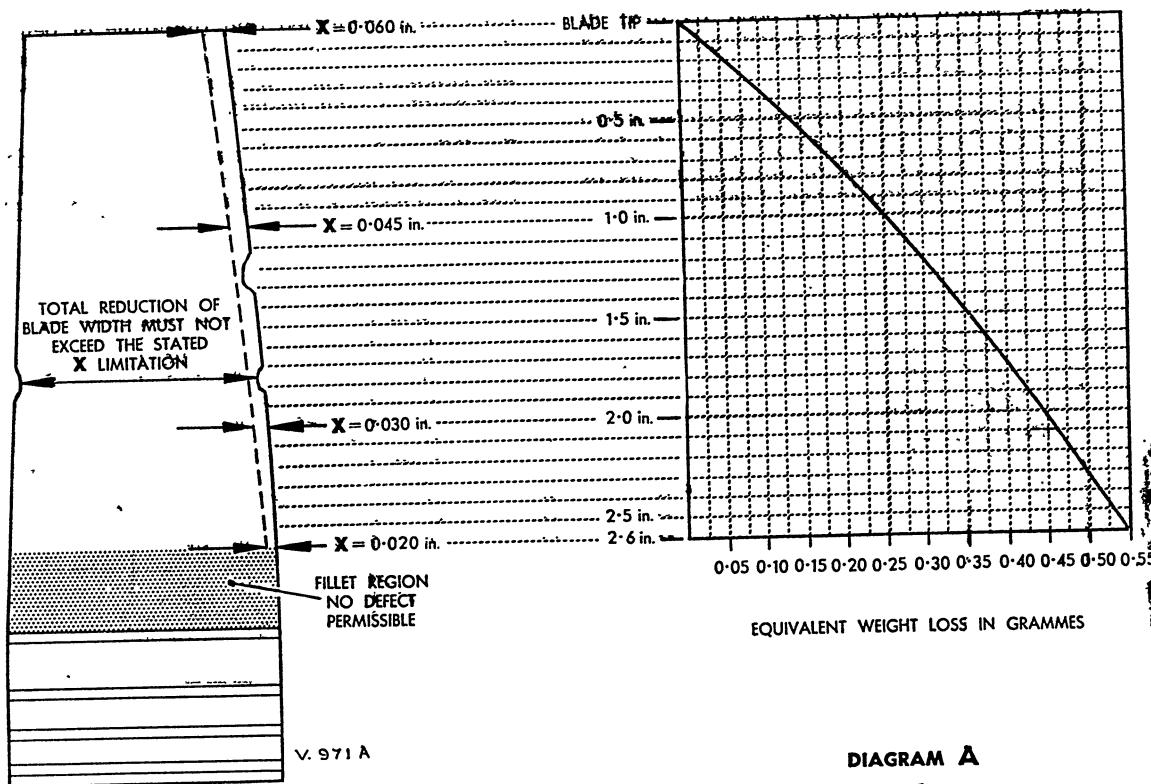 X = 0·060 in.
BLADE TIP
0·5 in.
X = 0·045 in.
1·0 in.
TOTAL REDUCTION OF
BLADE WIDTH MUST NOT
EXCEED THE STATED
X LIMITATION
1·5 in.
X = 0·030 in.
2·0 in.
2·5 in.
X = 0·020 in.
2·6 in.
0·05 0·10 0·15 0·20 0·25 0·30 0·35 0·40 0·45 0·50 0·55
FILLET REGION
NO DEFECT
PERMISSIBLE
EQUIVALENT WEIGHT LOSS IN GRAMMES
V. 971 A
DIAGRAM A